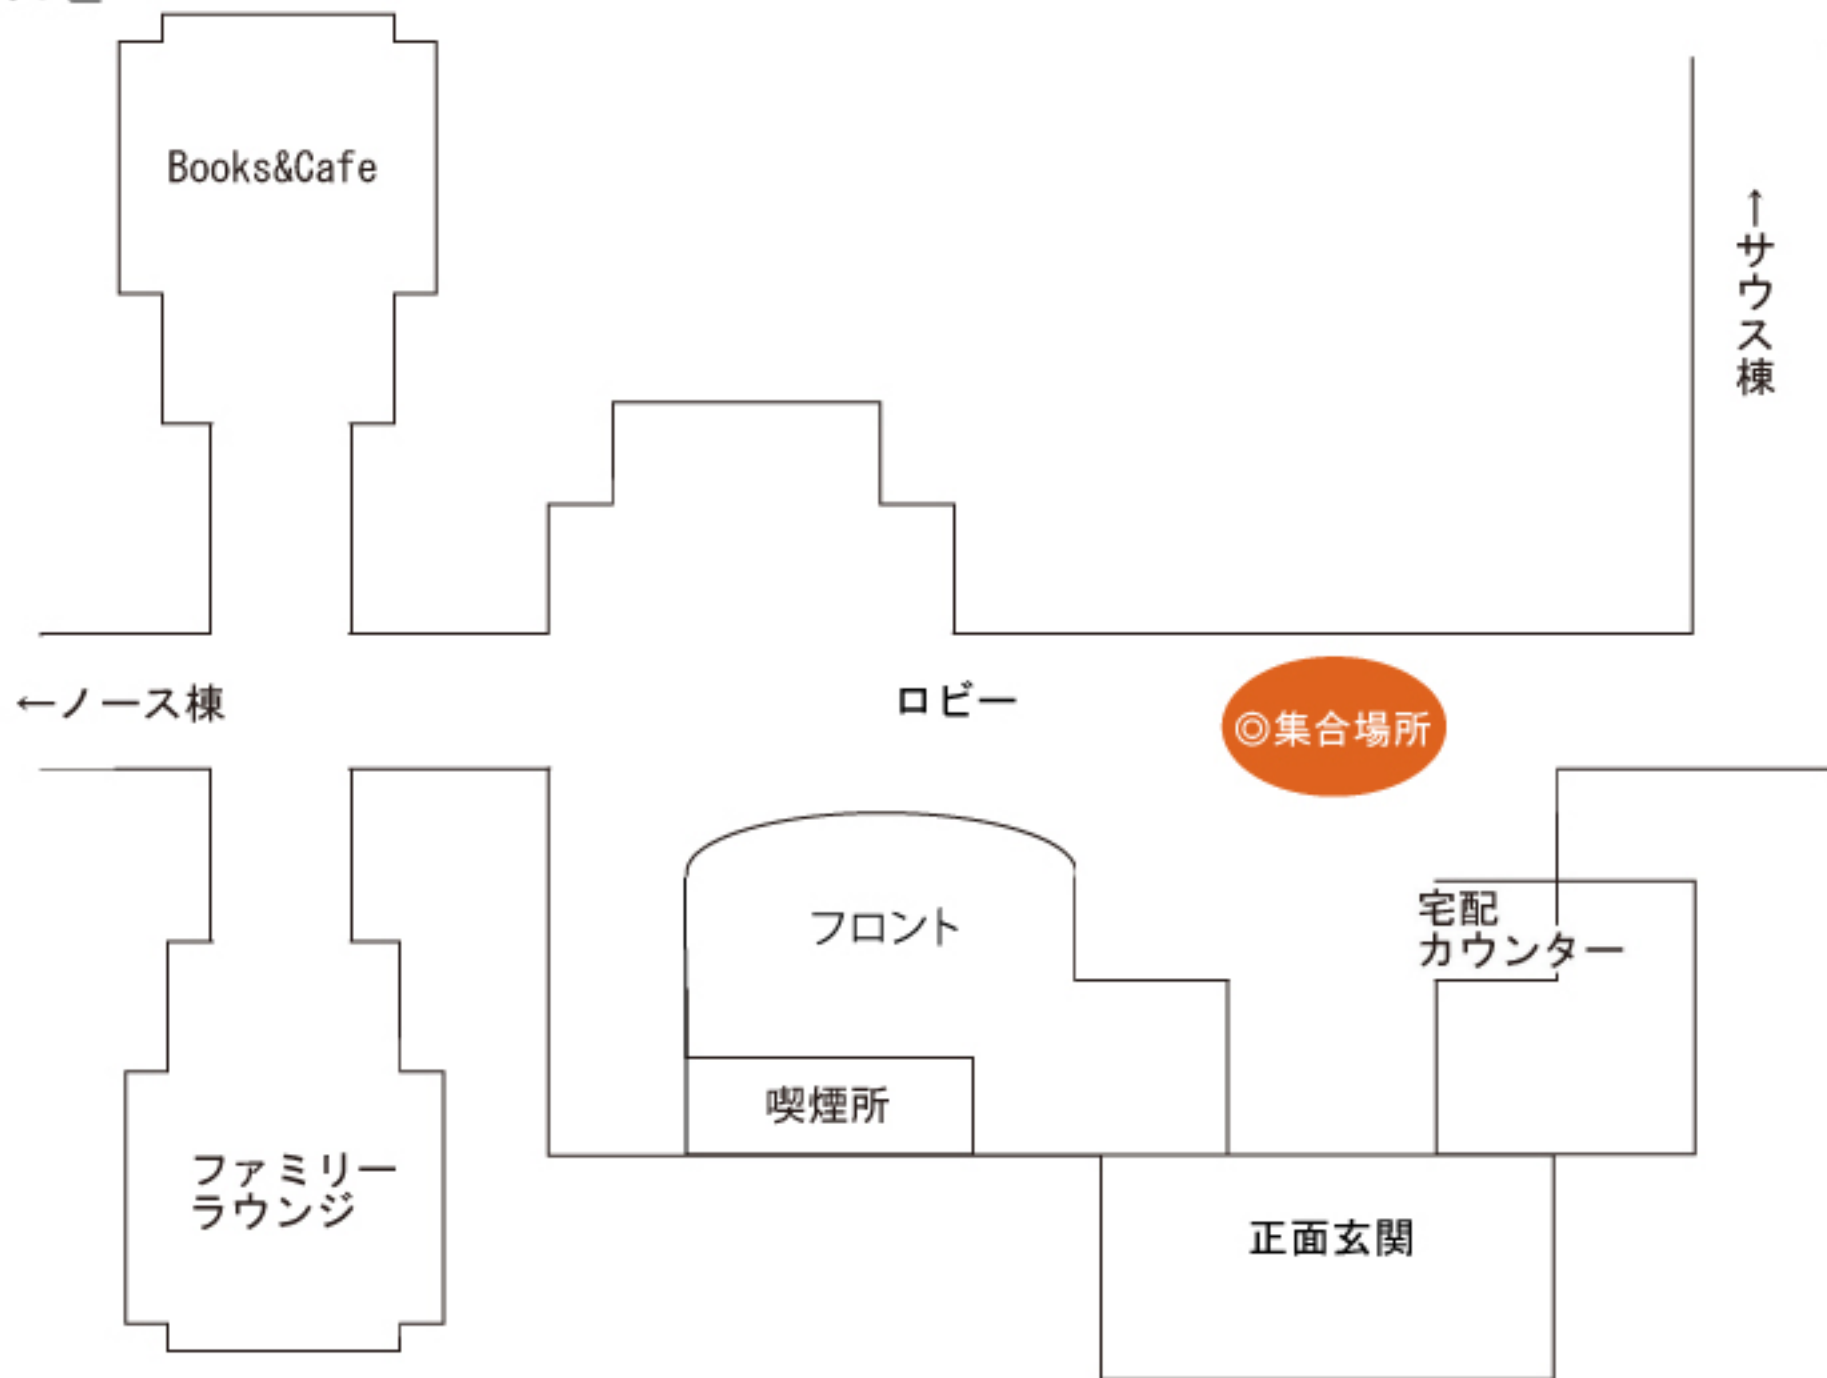 Books&Cafe
↑サウス棟
←ノース棟
ロビー
◎集合場所
宅配
カウンター
フロント
喫煙所
ファミリー
ラウンジ
正面玄関